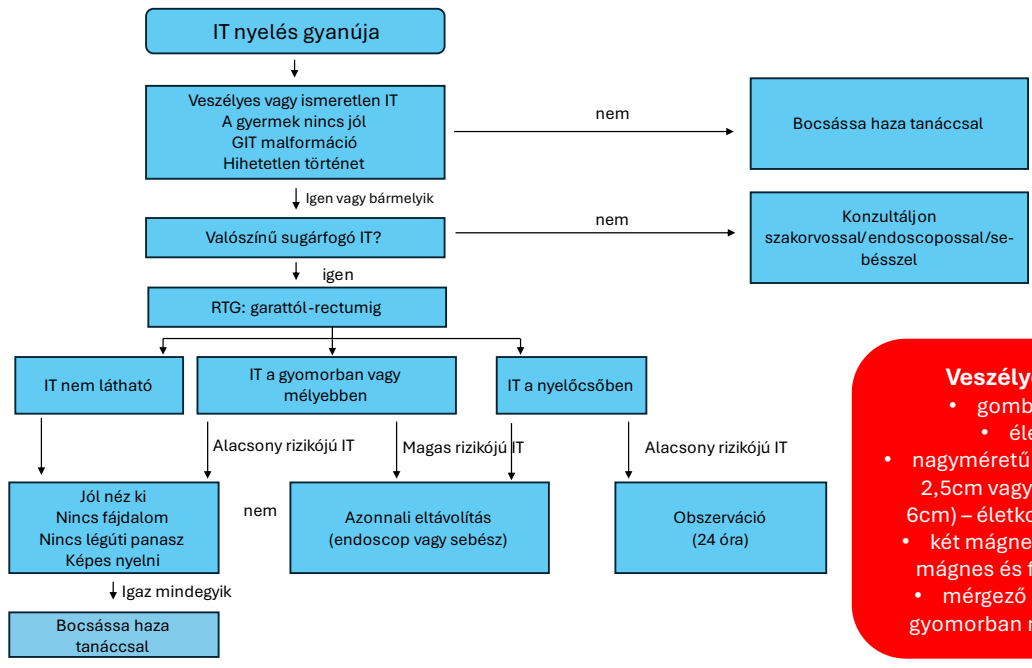 IT nyelés gyanúja
Veszélyes vagy ismeretlen IT
A gyermek nincs jól
GIT malformáció
Hihetetlen történet
nem
Bocsássa haza tanáccsal
Igen vagy bármelyik
Valószínű sugárfogó IT?
nem
Konzultáljon
szakorvossal/endoscopossal/se-
bésszel
igen
RTG: garattól-rectumig
IT nem látható
IT a gyomorban vagy
mélyebben
IT a nyelőcsőben
Alacsony rizikójú IT
Magas rizikójú IT
Alacsony rizikójú IT
Jól néz ki
Nincs fájdalom
Nincs légúti panasz
Képes nyelni
nem
Azonnali eltávolítás
(endoscop vagy sebész)
Obszerváció
(24 óra)
Igaz mindegyik
Bocsássa haza
tanáccsal
• gomb
• nagyméretű
2,5cm vagy
6cm) –
• két
mágnes és
• mérgező
gyomorban